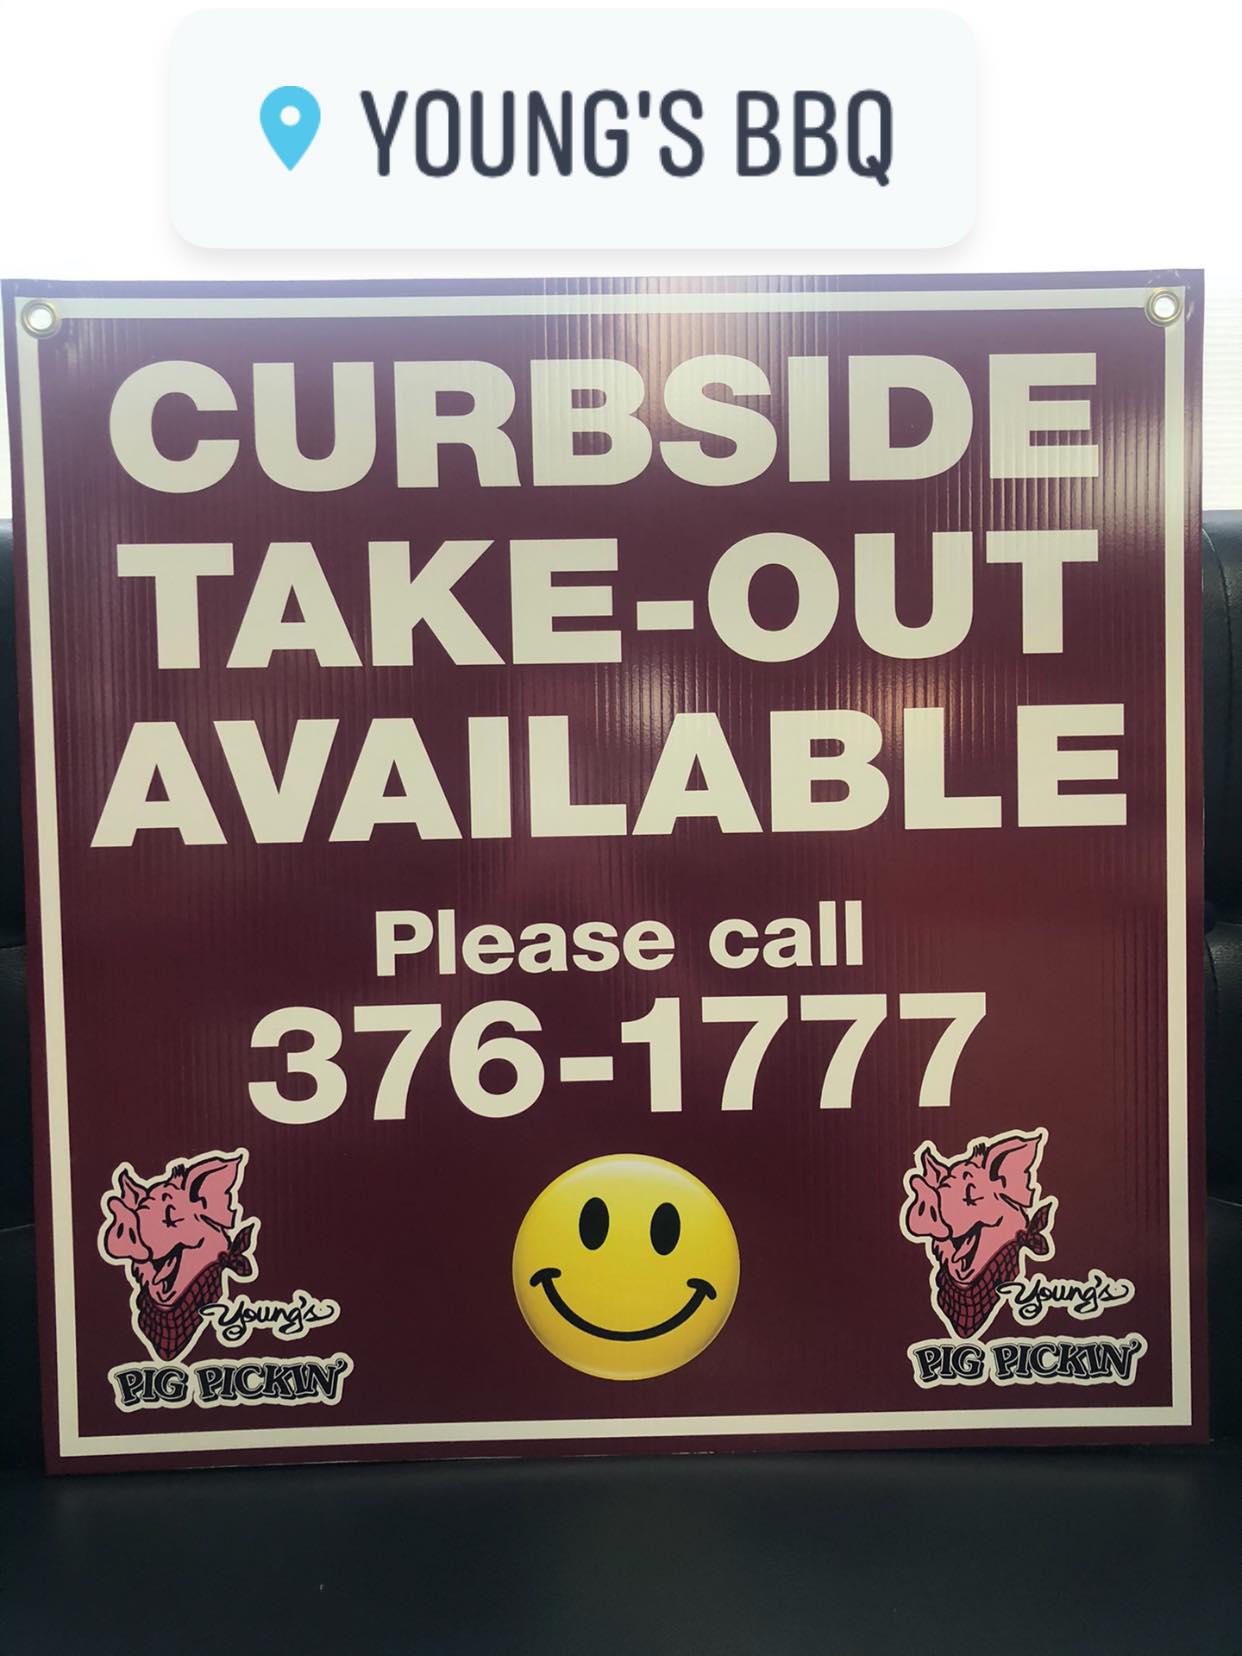 YOUNG'S BBQ
CURBSIDE
TAKE-OUT
AVAILABLE
Please call
376-1777
Young's
PIG PICKIN'
Young's
PIG PICKIN'